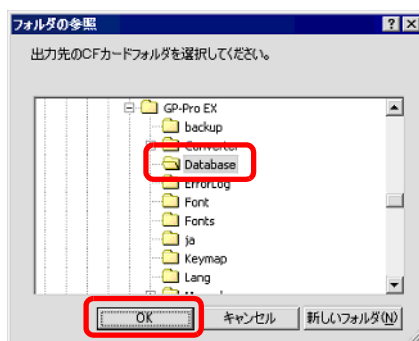 フォルダの参照
出力先のCFカードフォルダを選択してください。
GP-Pro EX
backup
Converter
Database
ErrorLog
Font
Fonts
ja
Keymap
Lang
OK キャンセル 新しいフォルダ(N)